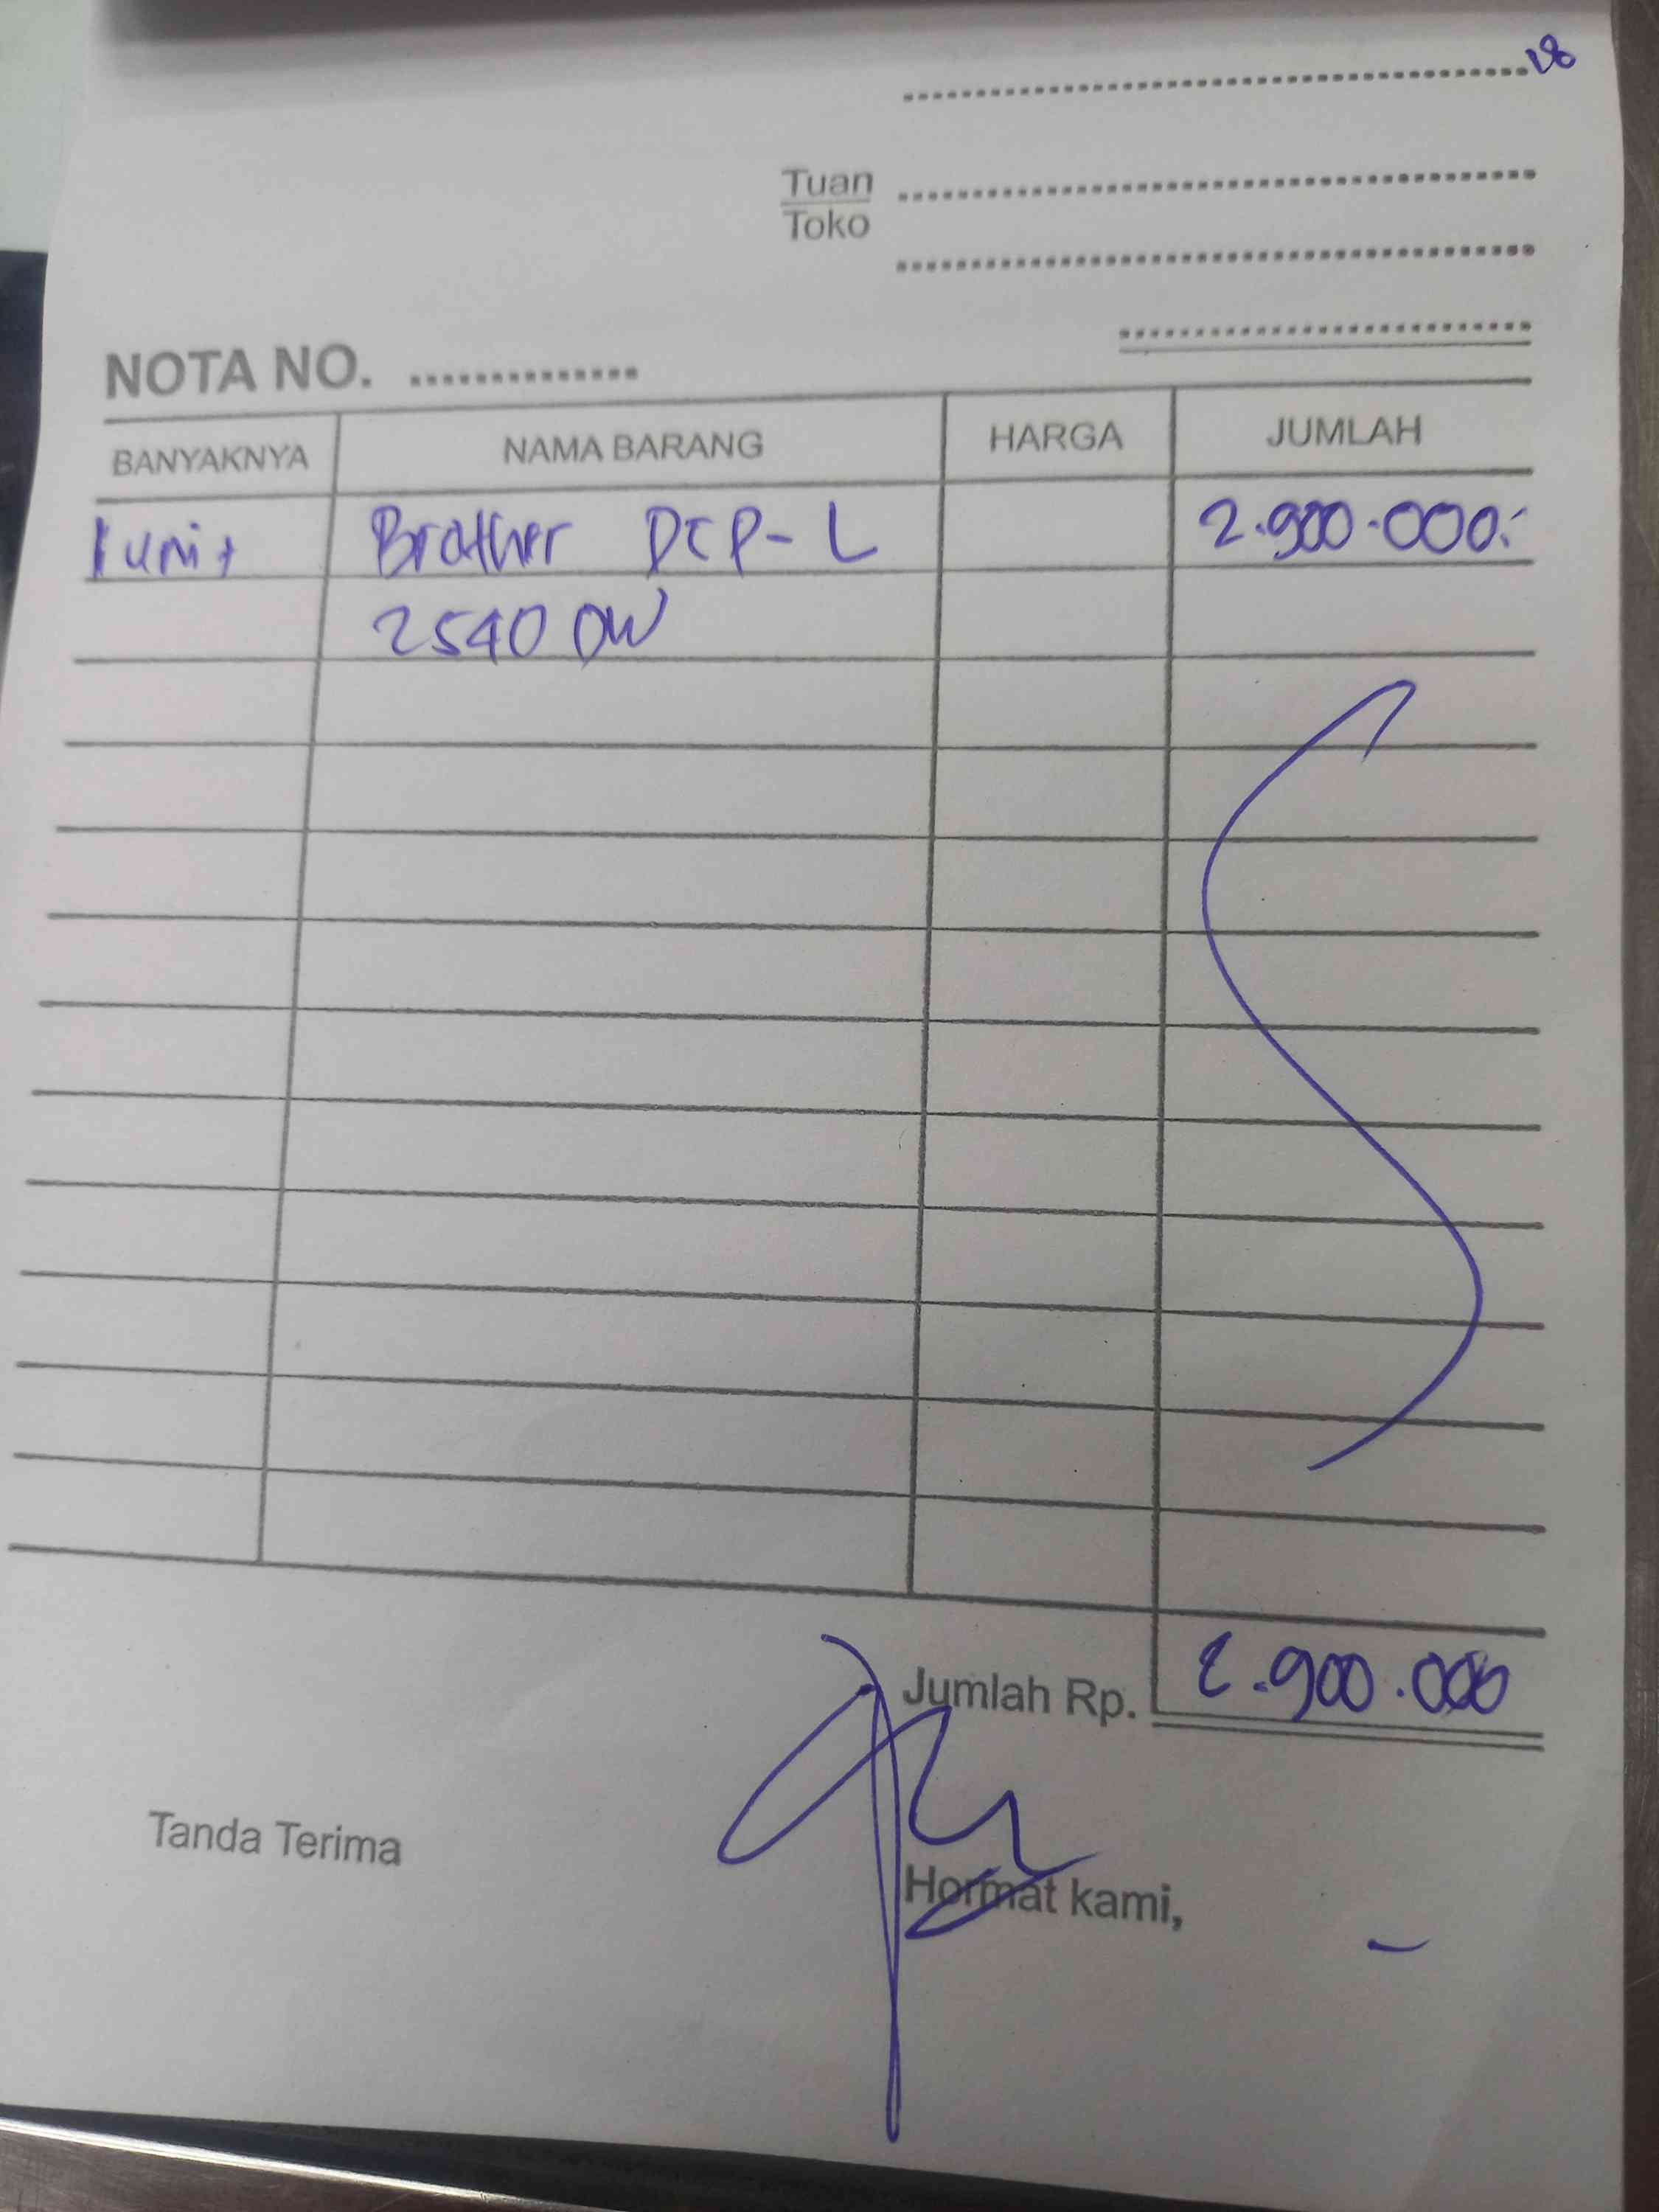 28
Tuan
Toko
NOTA NO.
BANYAKNYA NAMA BARANG HARGA JUMLAH
1 unit Brother DCP-L 2.900.000.-
2540 DW
Jumlah Rp. 2.900.000
Tanda Terima
Hormat kami,